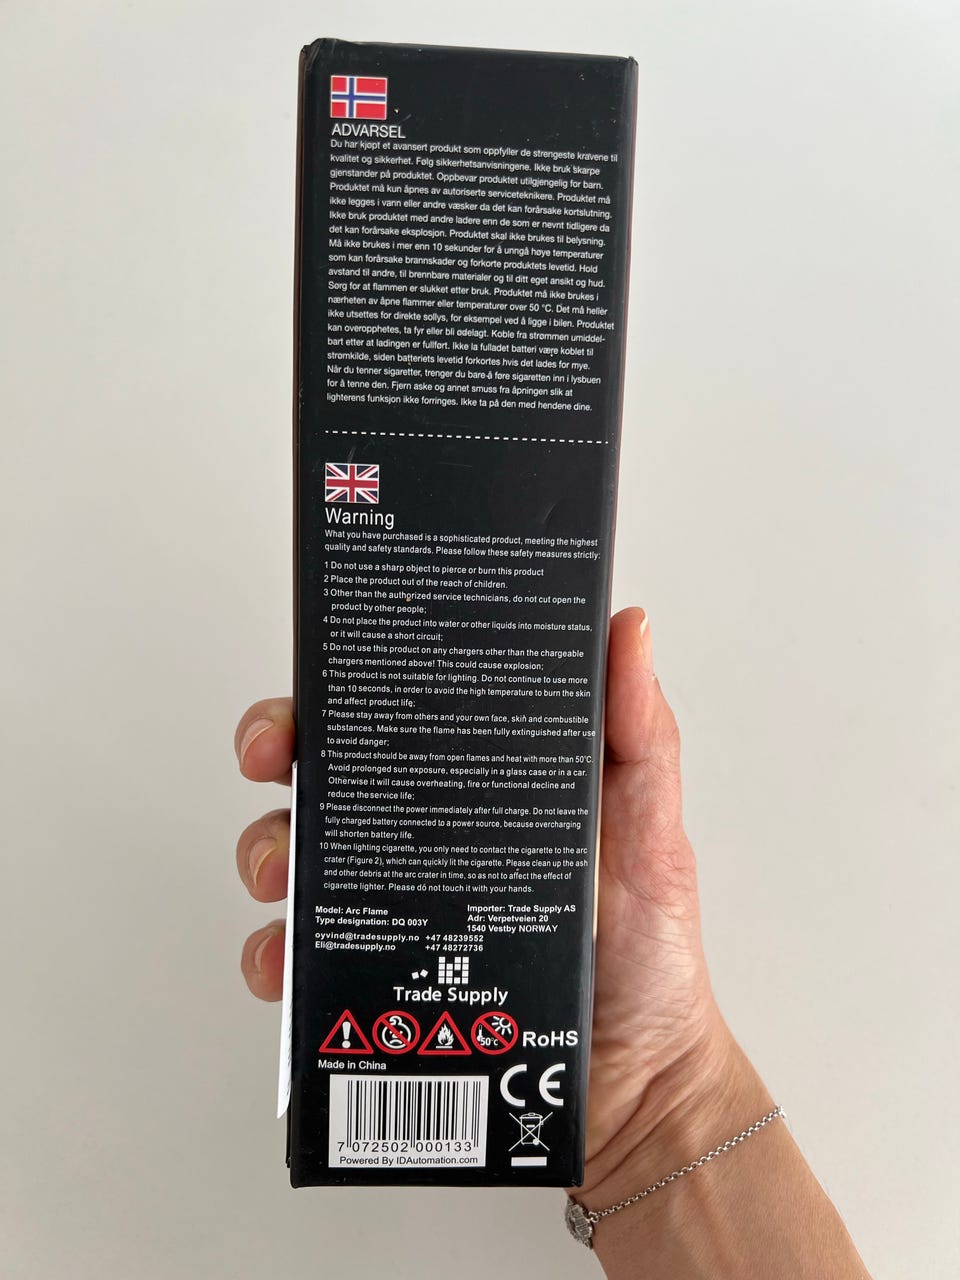 ADVARSEL
Du har kjøpt et avansert produkt som oppfyller de strengeste kravene til
kvalitet og sikkerhet. Følg sikkerhetsanvisningene. Ikke bruk skarpe
gjenstander på produktet. Oppbevar produktet utilgjengelig for barn.
Produktet må kun åpnes av autoriserte serviceteknikere. Produktet må
ikke legges i vann eller andre væsker da det kan forårsake kortslutning.
Ikke bruk produktet med andre ladere enn de som er nevnt tidligere da
det kan forårsake eksplosjon. Produktet skal ikke brukes til belysning.
Må ikke brukes i mer enn 10 sekunder for å unngå høye temperaturer
som kan forårsake brannskader og forkorte produktets levetid. Hold
avstand til andre, til brennbare materialer og til ditt eget ansikt og hud.
Sørg for at flammen er slukket etter bruk. Produktet må ikke brukes i
nærheten av åpne flammer eller temperaturer over 50 °C. Det må heller
ikke utsettes for direkte sollys, for eksempel ved å ligge i bilen. Produktet
kan overopphetes, ta fyr eller bli ødelagt. Koble fra strømmen umiddel-
bart etter at ladingen er fullført. Ikke la fulladet batteri være koblet til
strømkilde, siden batteriets levetid forkortes hvis det lades for mye.
Når du tenner sigaretter, trenger du bare å føre sigaretten inn i lysbuen
for å tenne den. Fjern aske og annet smuss fra åpningen slik at
lighterens funksjon ikke forringes. Ikke ta på den med hendene dine.
Warning
What you have purchased is a sophisticated product, meeting the highest
quality and safety standards. Please follow these safety measures strictly:
1 Do not use a sharp object to pierce or burn this product
2 Place the product out of the reach of children.
3 Other than the authorized service technicians, do not cut open the
product by other people;
4 Do not place the product into water or other liquids into moisture status,
or it will cause a short circuit;
5 Do not use this product on any chargers other than the chargeable
chargers mentioned above! This could cause explosion;
6 This product is not suitable for lighting. Do not continue to use more
than 10 seconds, in order to avoid the high temperature to burn the skin
and affect product life;
7 Please stay away from others and your own face, skin and combustible
substances. Make sure the flame has been fully extinguished after use
to avoid danger;
8 This product should be away from open flames and heat with more than 50°C.
Avoid prolonged sun exposure, especially in a glass case or in a car.
Otherwise it will cause overheating, fire or functional decline and
reduce the service life;
9 Please disconnect the power immediately after full charge. Do not leave the
fully charged battery connected to a power source, because overcharging
will shorten battery life.
10 When lighting cigarette, you only need to contact the cigarette to the arc
crater (Figure 2), which can quickly lit the cigarette. Please clean up the ash
and other debris at the arc crater in time, so as not to affect the effect of
cigarette lighter. Please do not touch it with your hands.
Model: Arc Flame
Type designation: DQ 003Y
oyvind@tradesupply.no +47 48239552
Eli@tradesupply.no +47 48272736
Importer: Trade Supply AS
Adr: Verpetveien 20
1540 Vestby NORWAY
Trade Supply
50°C
RoHS
Made in China
CE
7 072502 000133
Powered By IDAutomation.com